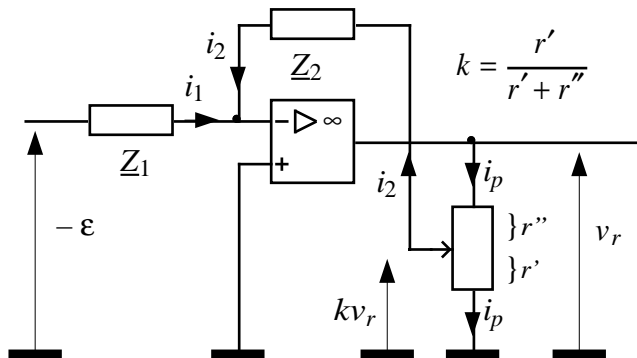 i₂
Z₂
k = r′ / (r′ + r″)
i₁
− ▷ ∞
Z₁
+
i₂
iₚ
− ε
}r″
vᵣ
}r'
kvᵣ
iₚ